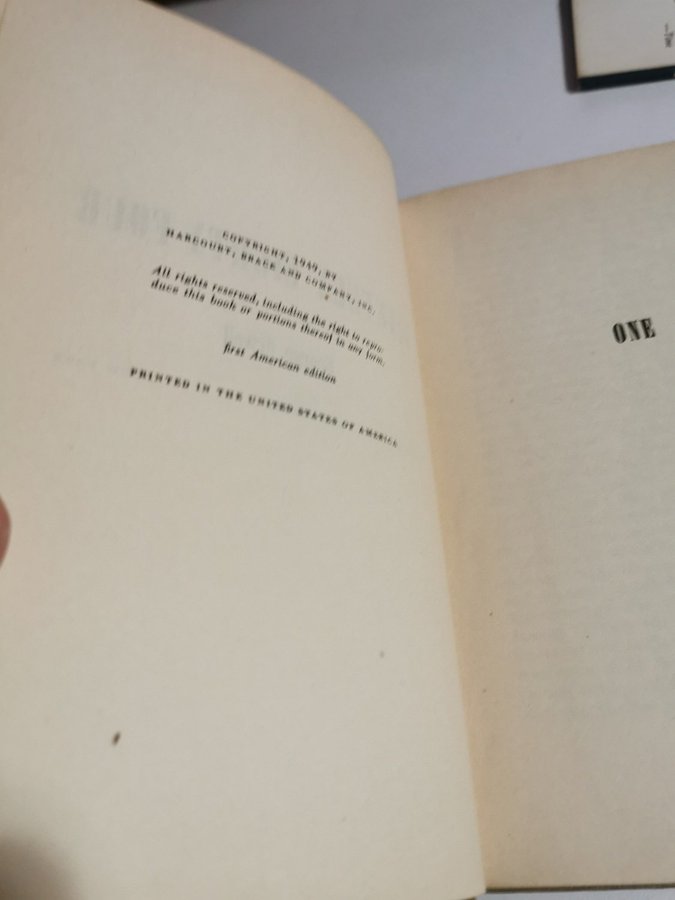 COPYRIGHT, 1949, BY
HARCOURT, BRACE AND COMPANY, INC.
All rights reserved, including the right to repro-
duce this book or portions thereof in any form.
first American edition
PRINTED IN THE UNITED STATES OF AMERICA
ONE